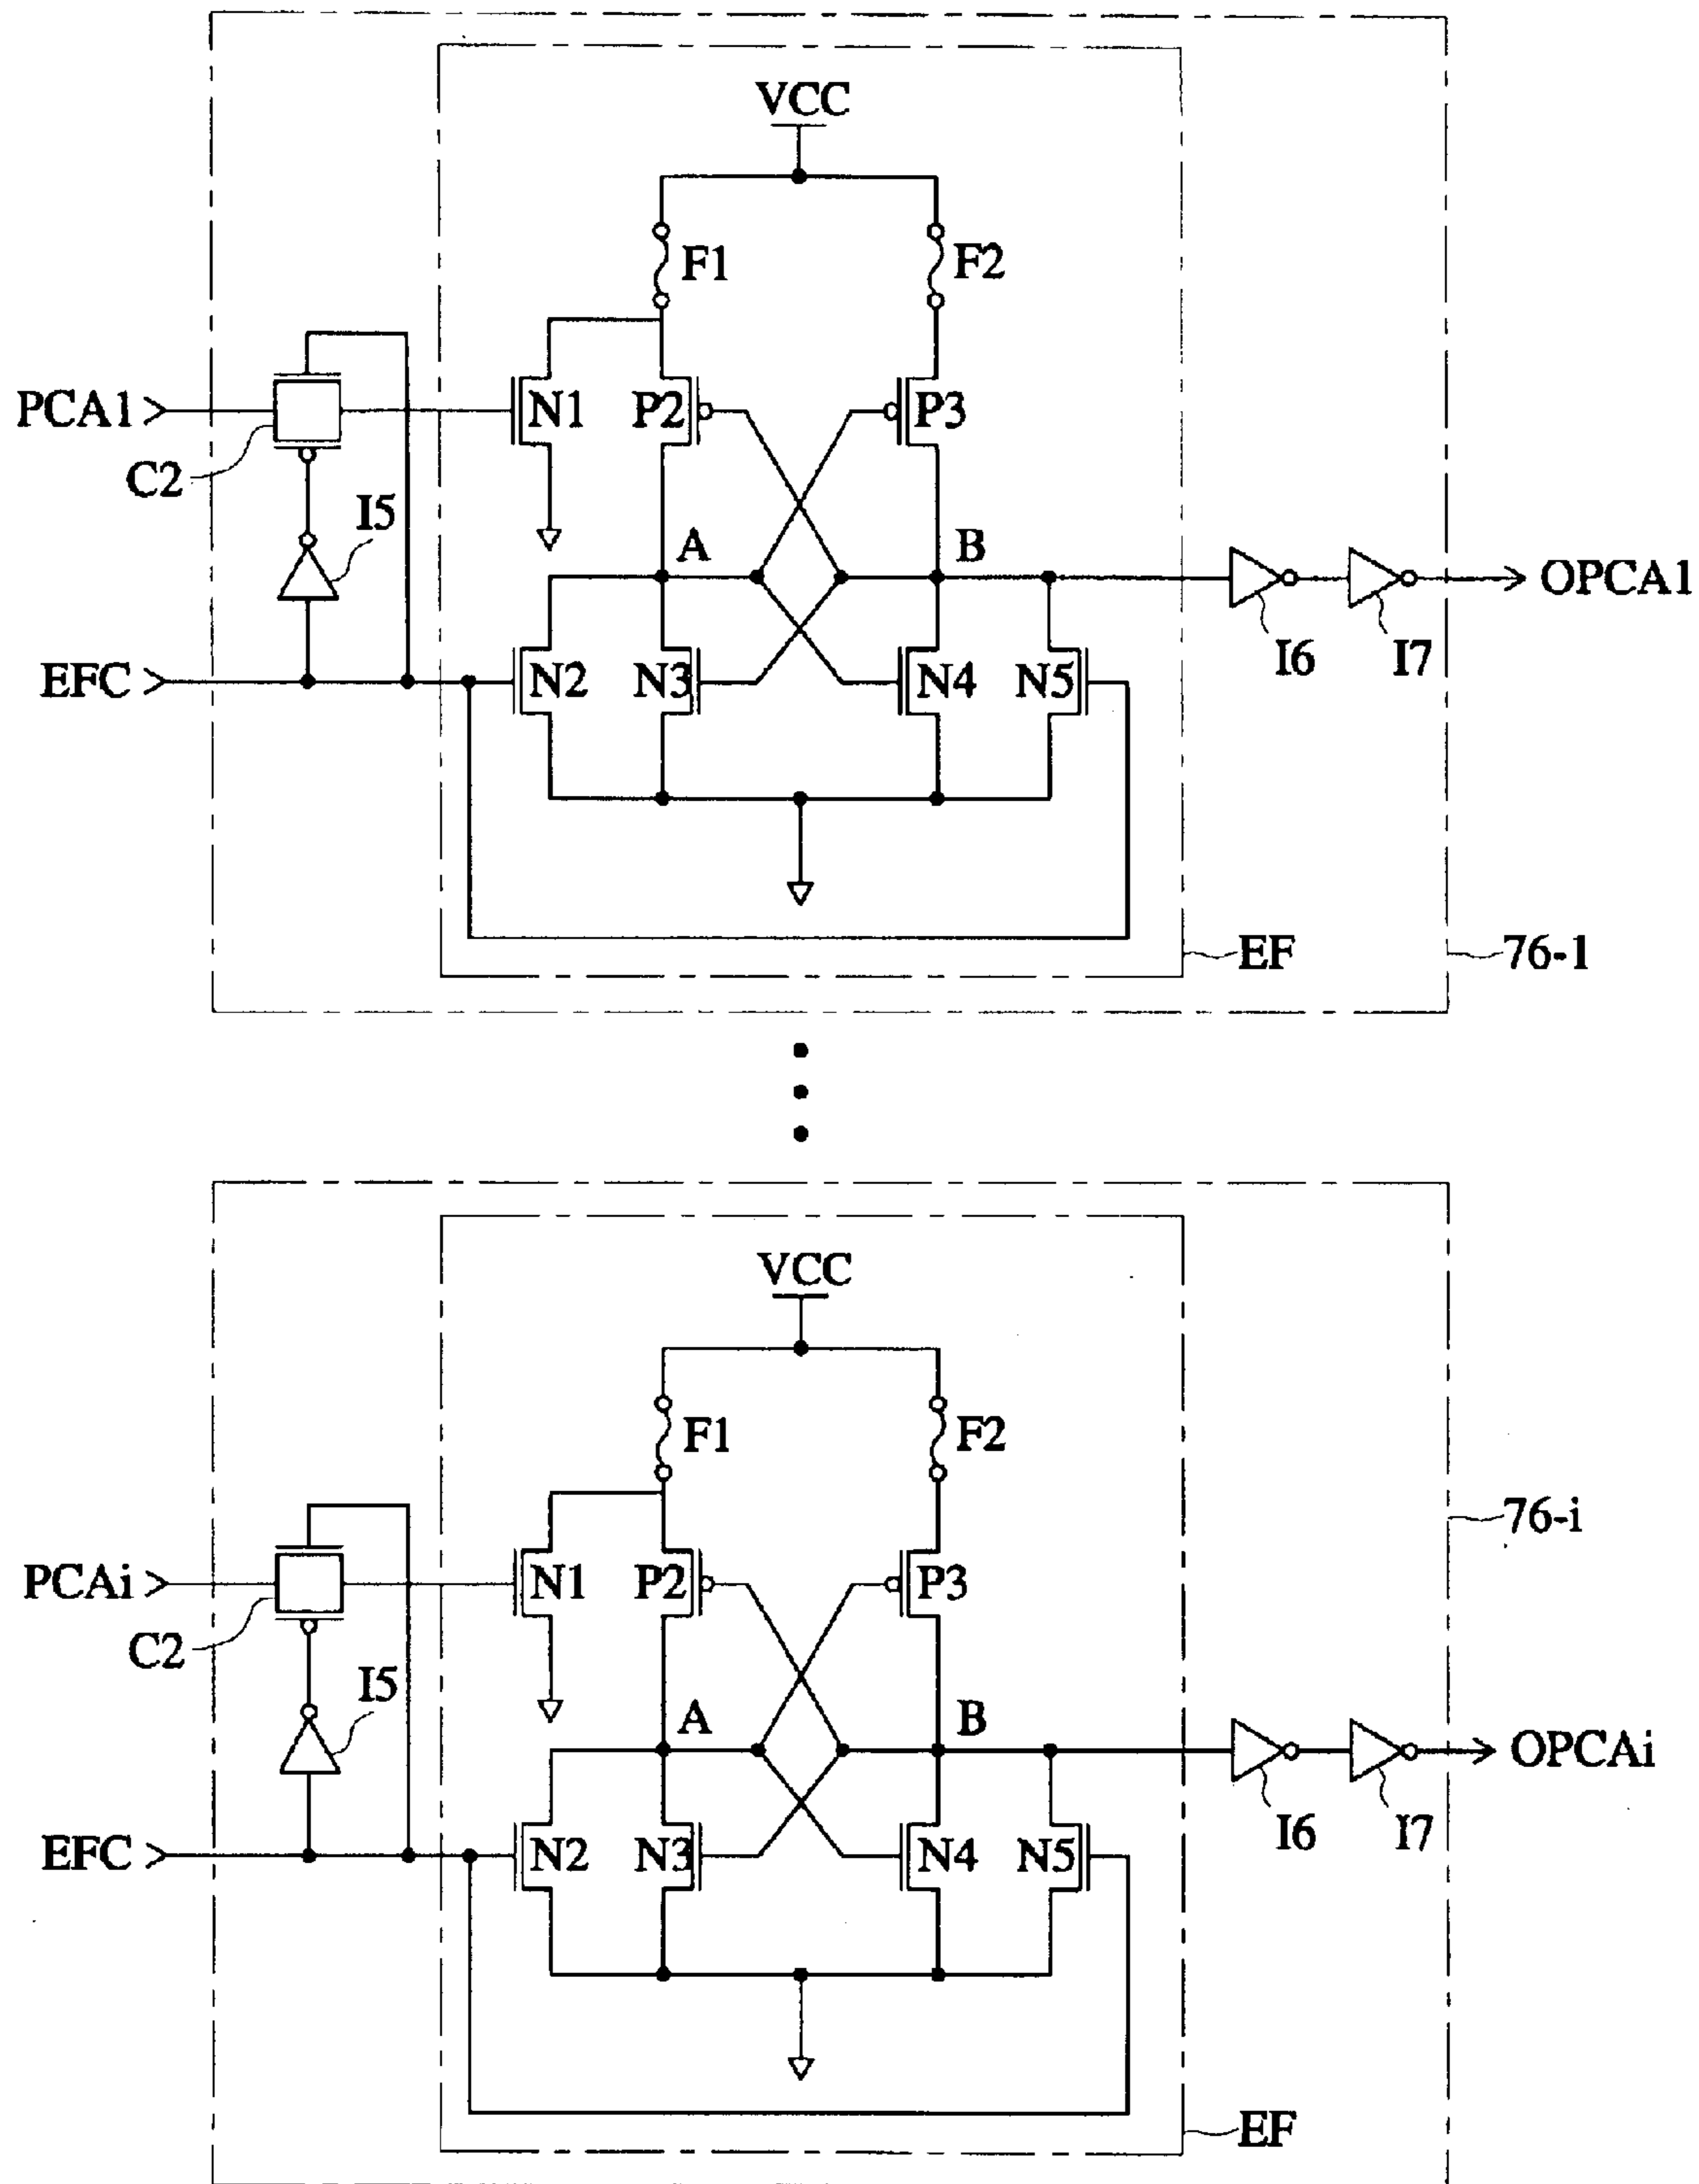 VCC
F1
F2
PCA1
N1
P2
P3
C2
I5
A
B
OPCA1
I6
I7
EFC
N2
N3
N4
N5
EF
76-1
VCC
F1
F2
76-i
PCAi
N1
P2
P3
C2
I5
A
B
OPCAi
I6
I7
EFC
N2
N3
N4
N5
EF